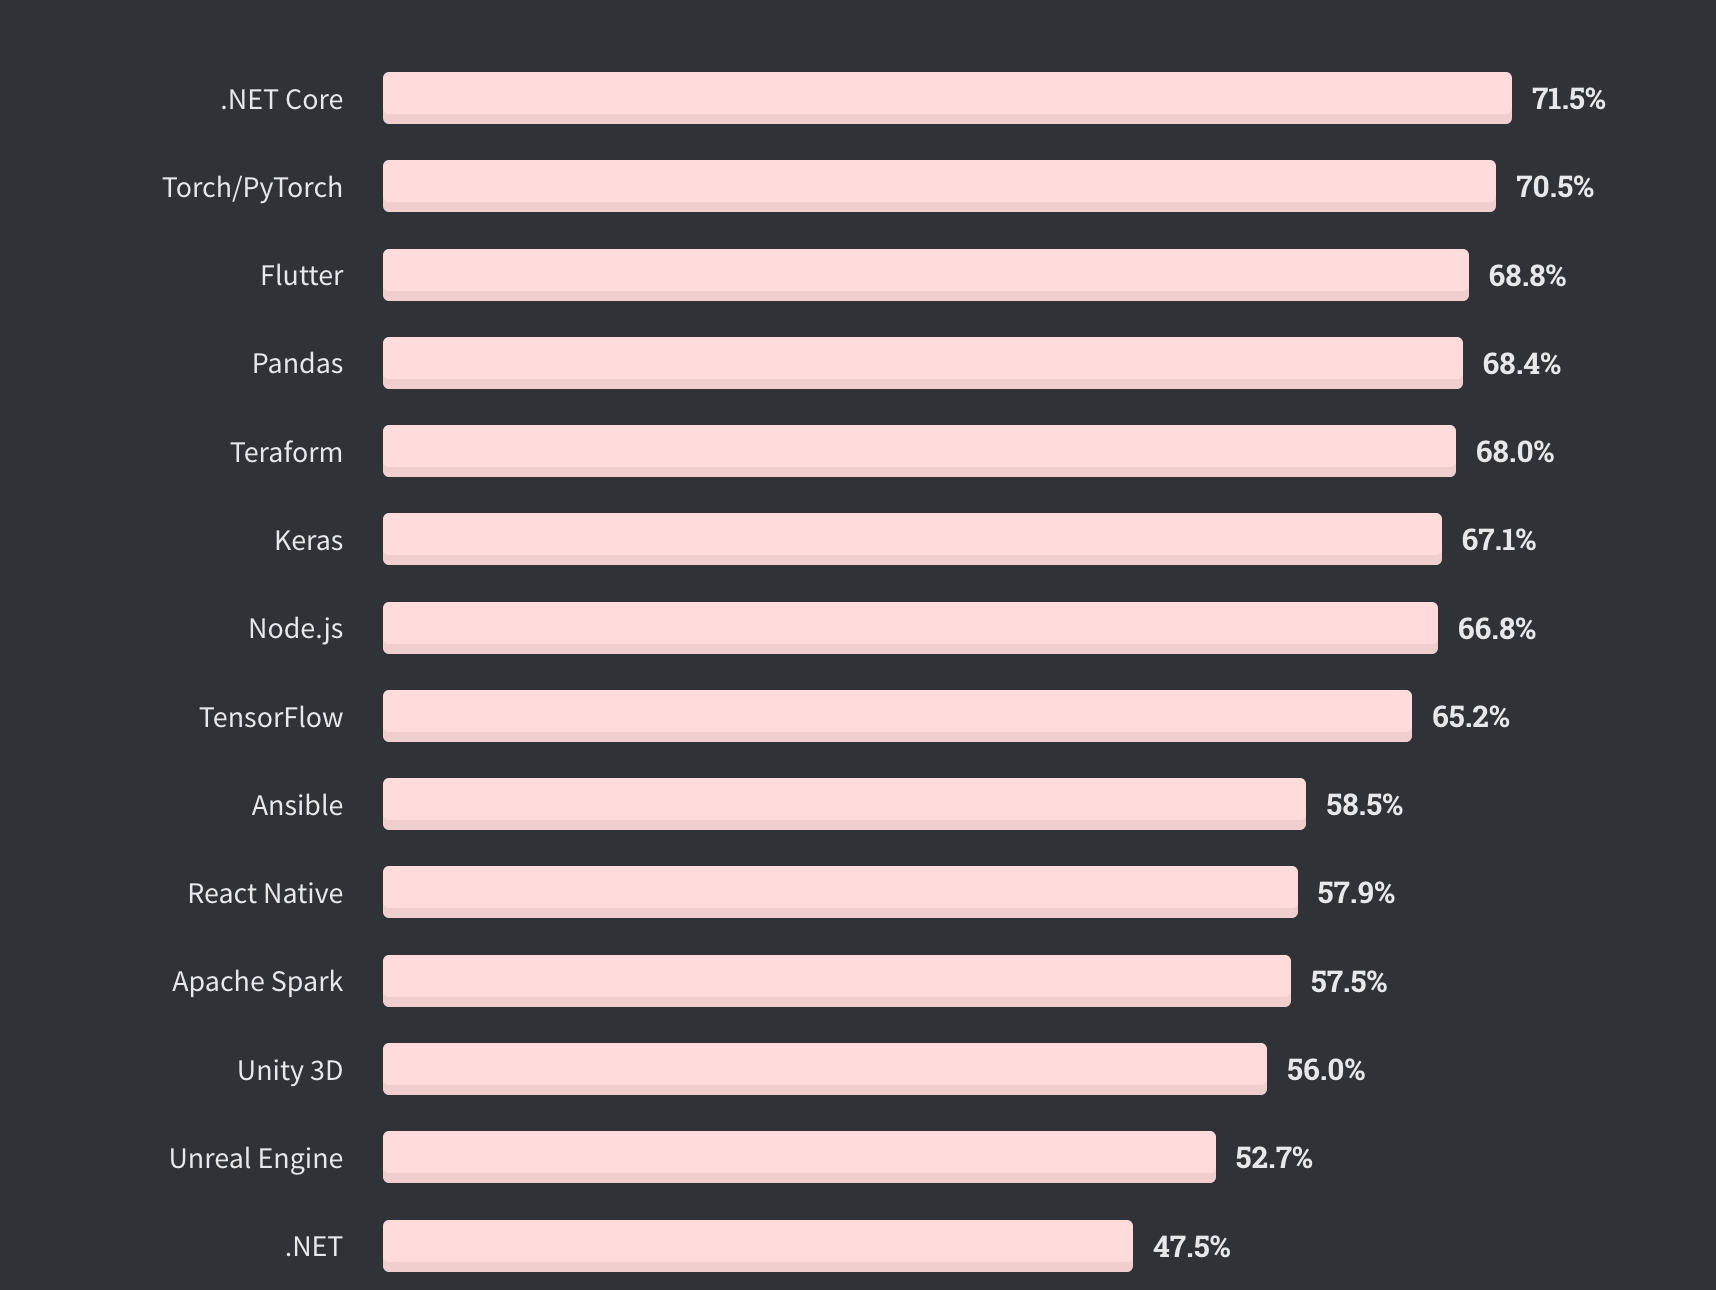 .NET Core 71.5%
Torch/PyTorch 70.5%
Flutter 68.8%
Pandas 68.4%
Teraform 68.0%
Keras 67.1%
Node.js 66.8%
TensorFlow 65.2%
Ansible 58.5%
React Native 57.9%
Apache Spark 57.5%
Unity 3D 56.0%
Unreal Engine 52.7%
.NET 47.5%